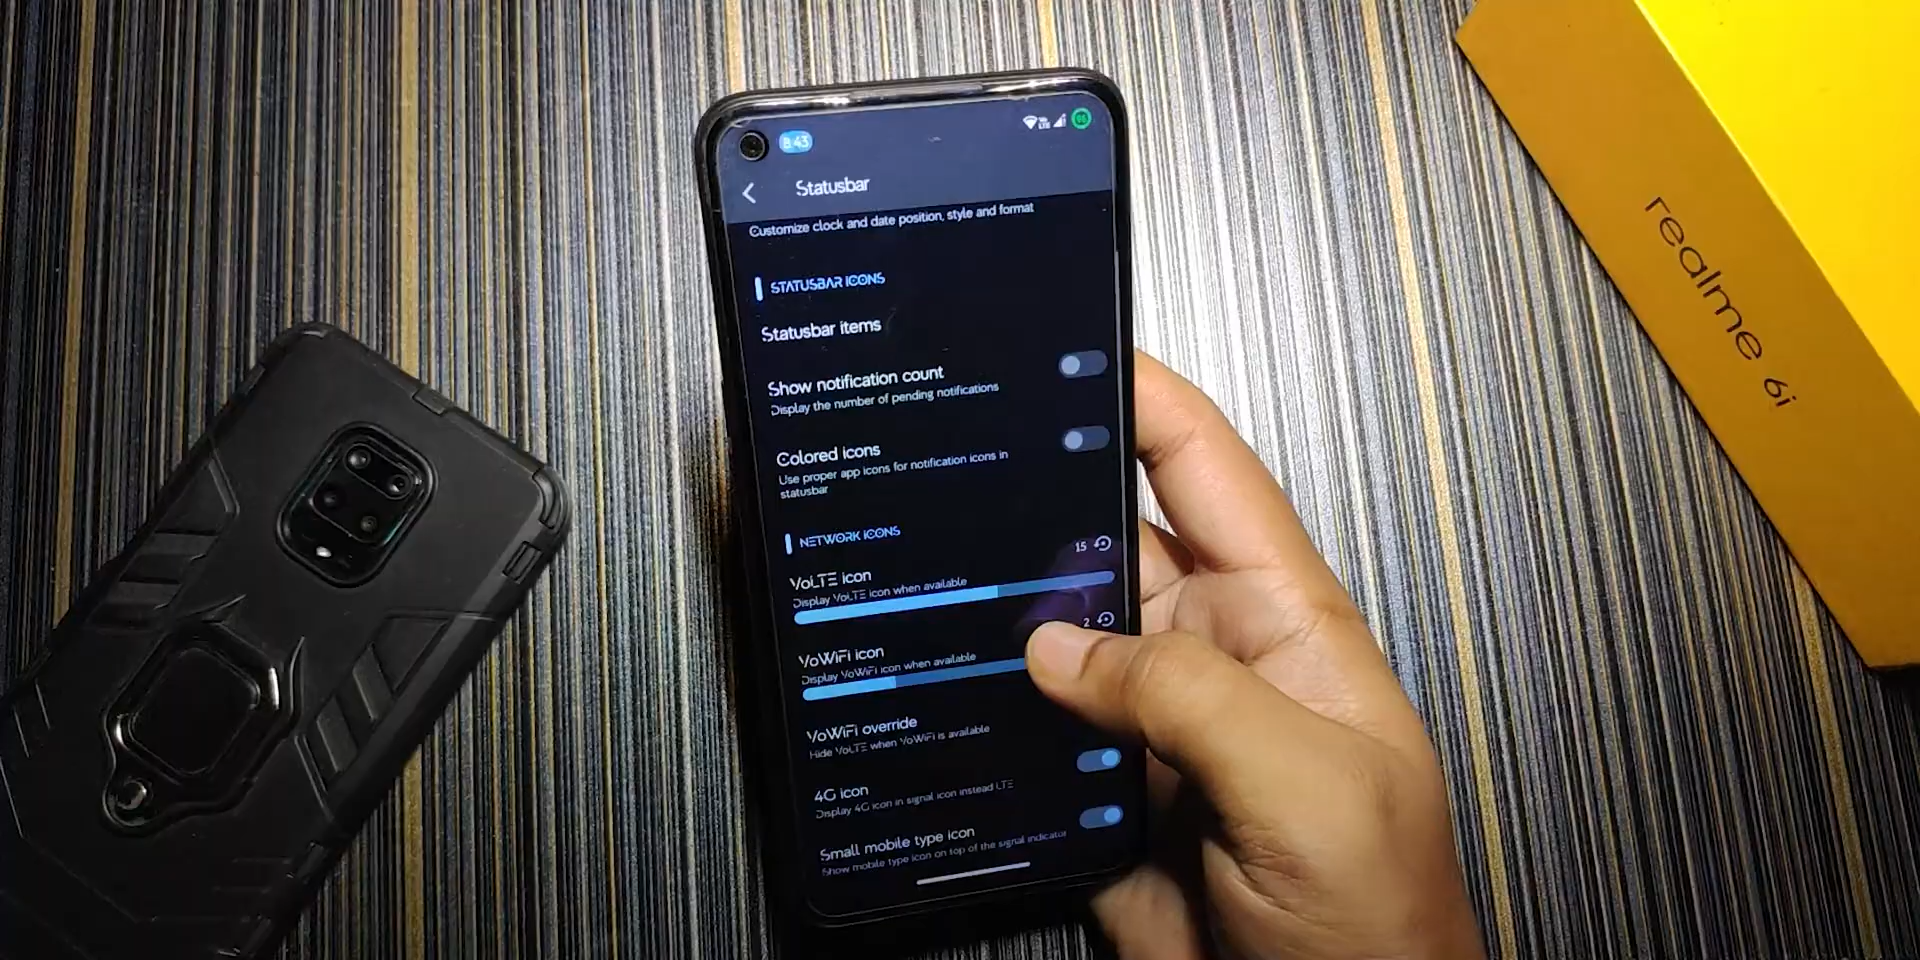 8:43
Vo
LTE
Statusbar
Customize clock and date position, style and format
STATUSBAR ICONS
Statusbar items
Show notification count
Display the number of pending notifications
Colored icons
Use proper app icons for notification icons in
statusbar
NETWORK ICONS
15
VoLTE icon
Display VoLTE icon when available
2
VoWiFi icon
Display VoWiFi icon when available
VoWiFi override
Hide VoLTE when VoWiFi is available
4G icon
Display 4G icon in signal icon instead LTE
Small mobile type icon
Show mobile type icon on top of the signal indicator
realme 6i